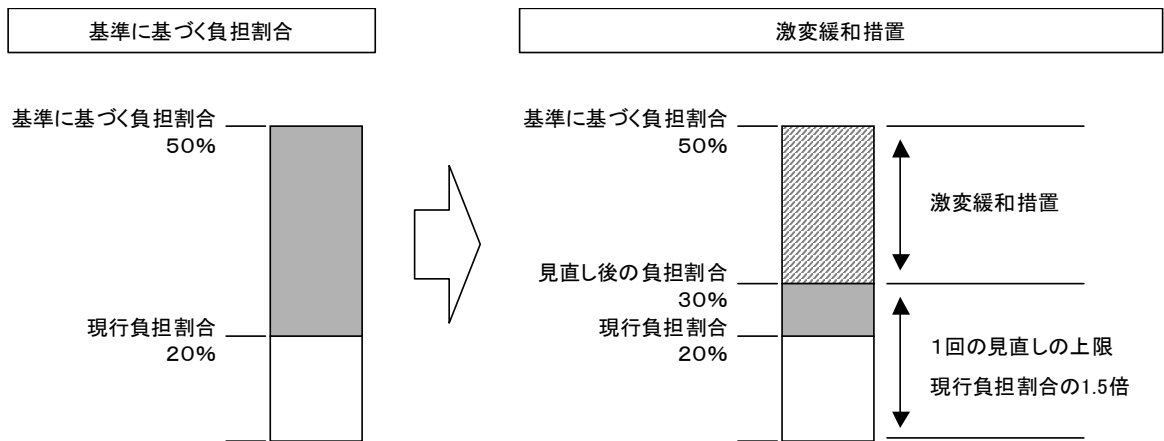 基準に基づく負担割合
基準に基づく負担割合
50%
現行負担割合
20%
激変緩和措置
基準に基づく負担割合
50%
見直し後の負担割合
30%
現行負担割合
20%
激変緩和措置
1回の見直しの上限
現行負担割合の1.5倍